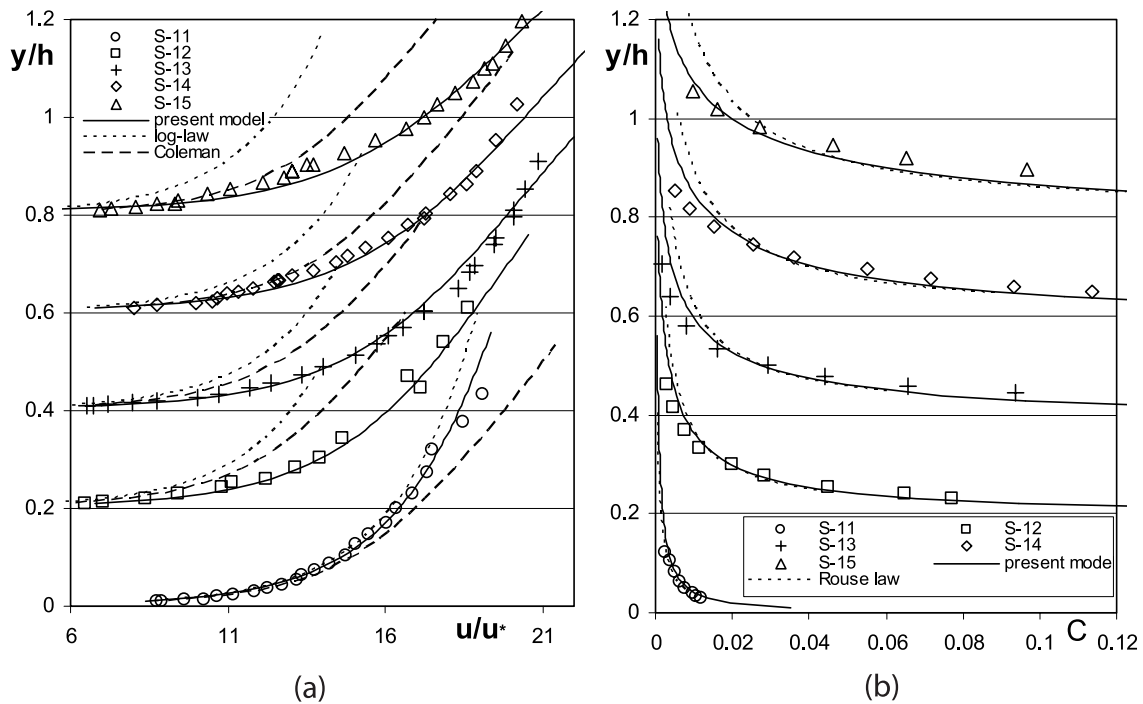 1.2
y/h
1
0.8
0.6
0.4
0.2
0
S-11
S-12
S-13
S-14
S-15
present model
log-law
Coleman
6
11
16
u/u*
21
(a)
1.2
y/h
1
0.8
0.6
0.4
0.2
0
S-11
S-12
S-13
S-14
S-15
present model
Rouse law
0
0.02
0.04
0.06
0.08
0.1
C
0.12
(b)